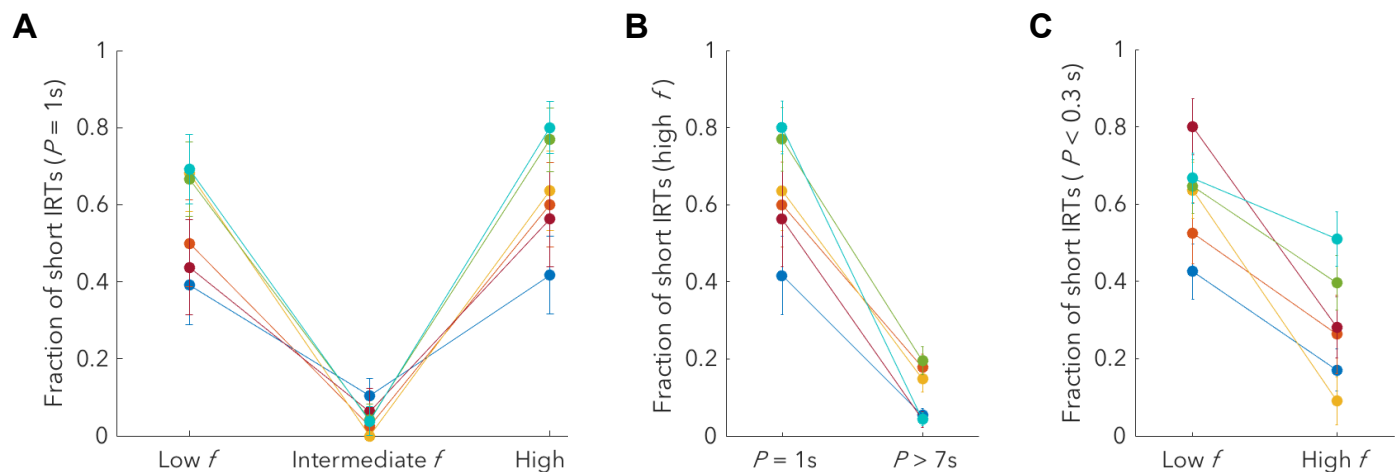 A
Fraction of short IRTs (P = 1s)
1
0.8
0.6
0.4
0.2
0
Low f
Intermediate f
High
B
Fraction of short IRTs (high f)
1
0.8
0.6
0.4
0.2
0
P = 1s
P > 7s
C
Fraction of short IRTs ( P < 0.3 s)
1
0.8
0.6
0.4
0.2
0
Low f
High f